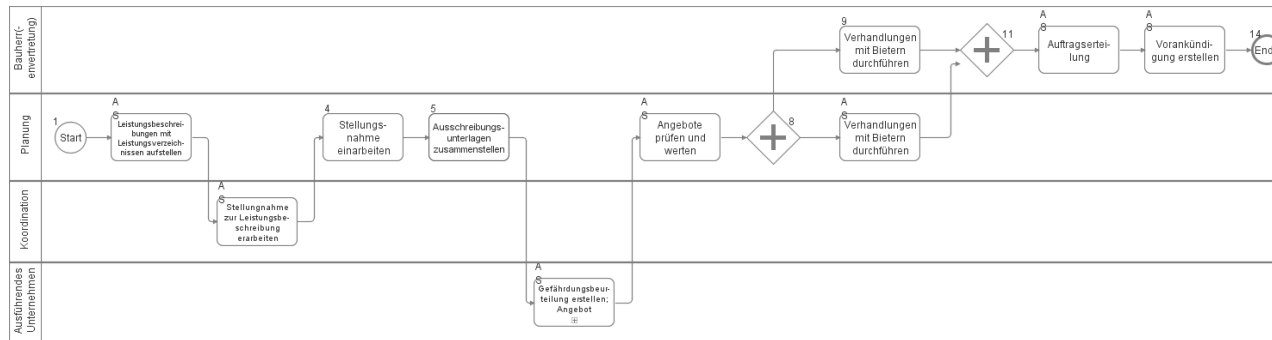 Bauherr(-
envertretung)
9
Verhandlungen
mit Bietern
durchführen
11
A
S
Auftragsertei-
lung
A
S
Vorankündi-
gung erstellen
14
End
Planung
1
Start
A
S
Leistungsbeschrei-
bungen mit
Leistungsverzeich-
nissen aufstellen
4
Stellungs-
nahme
einarbeiten
5
Ausschreibungs-
unterlagen
zusammenstellen
A
S
Angebote
prüfen und
werten
8
A
S
Verhandlungen
mit Bietern
durchführen
Koordination
A
S
Stellungnahme
zur Leistungsbe-
schreibung
erarbeiten
Ausführendes
Unternehmen
A
S
Gefährdungsbeur-
teilung erstellen;
Angebot